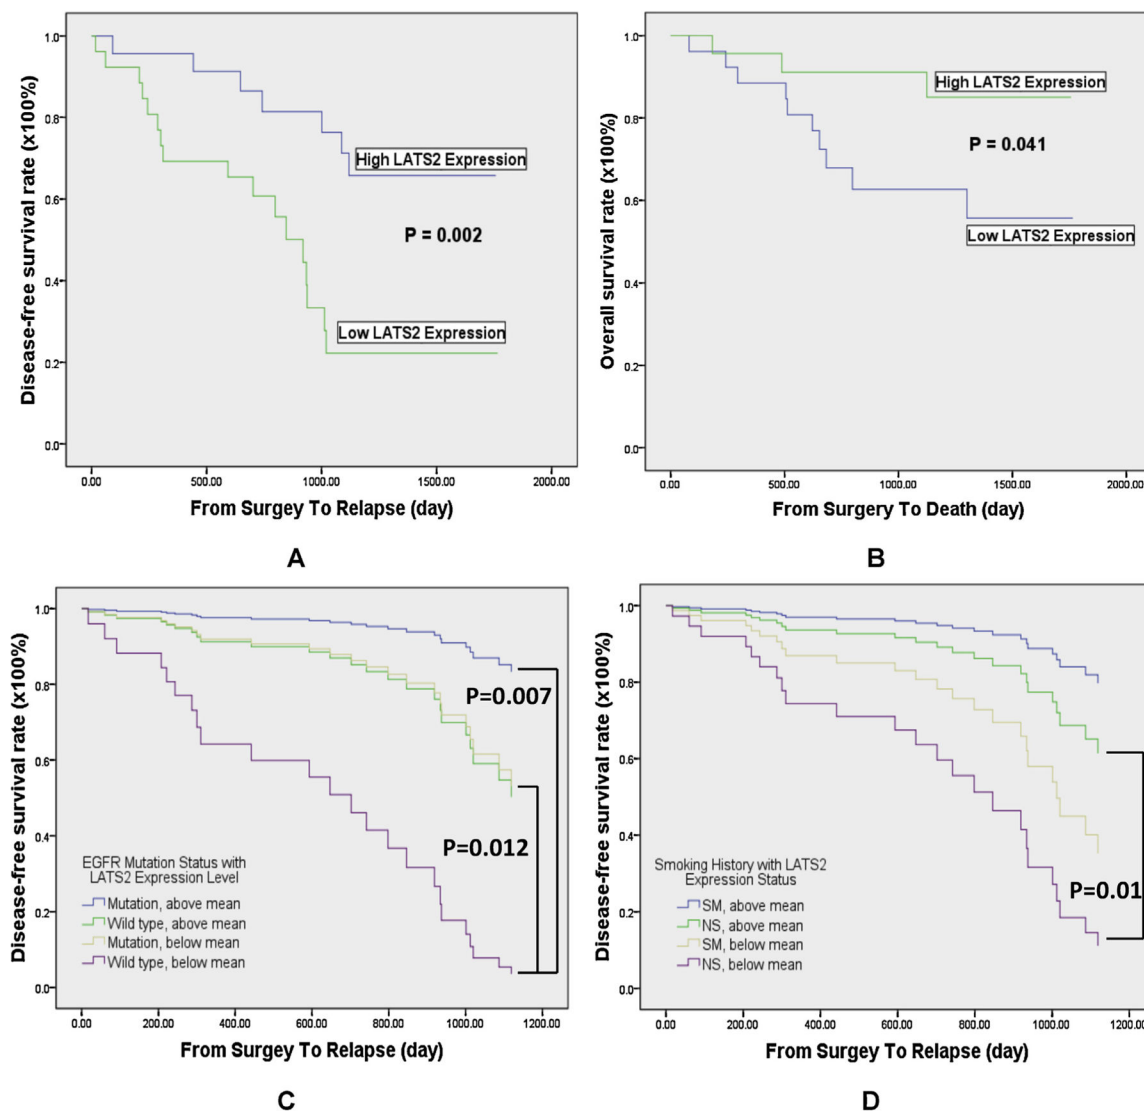 Disease-free survival rate (x100%)
1.0
0.8
0.6
0.4
0.2
0.0
High LATS2 Expression
P = 0.002
Low LATS2 Expression
0.00 500.00 1000.00 1500.00 2000.00
From Surgey To Relapse (day)
A
Overall survival rate (x100%)
1.0
0.8
0.6
0.4
0.2
0.0
High LATS2 Expression
P = 0.041
Low LATS2 Expression
0.00 500.00 1000.00 1500.00 2000.00
From Surgery To Death (day)
B
Disease-free survival rate (x100%)
1.0
0.8
0.6
0.4
0.2
0.0
P=0.007
P=0.012
EGFR Mutation Status with
LATS2 Expression Level
Mutation, above mean
Wild type, above mean
Mutation, below mean
Wild type, below mean
0.00 200.00 400.00 600.00 800.00 1000.00 1200.00
From Surgey To Relapse (day)
C
Disease-free survival rate (x100%)
1.0
0.8
0.6
0.4
0.2
0.0
P=0.01
Smoking History with LATS2
Expression Status
SM, above mean
NS, above mean
SM, below mean
NS, below mean
0.00 200.00 400.00 600.00 800.00 1000.00 1200.00
From Surgey To Relapse (day)
D